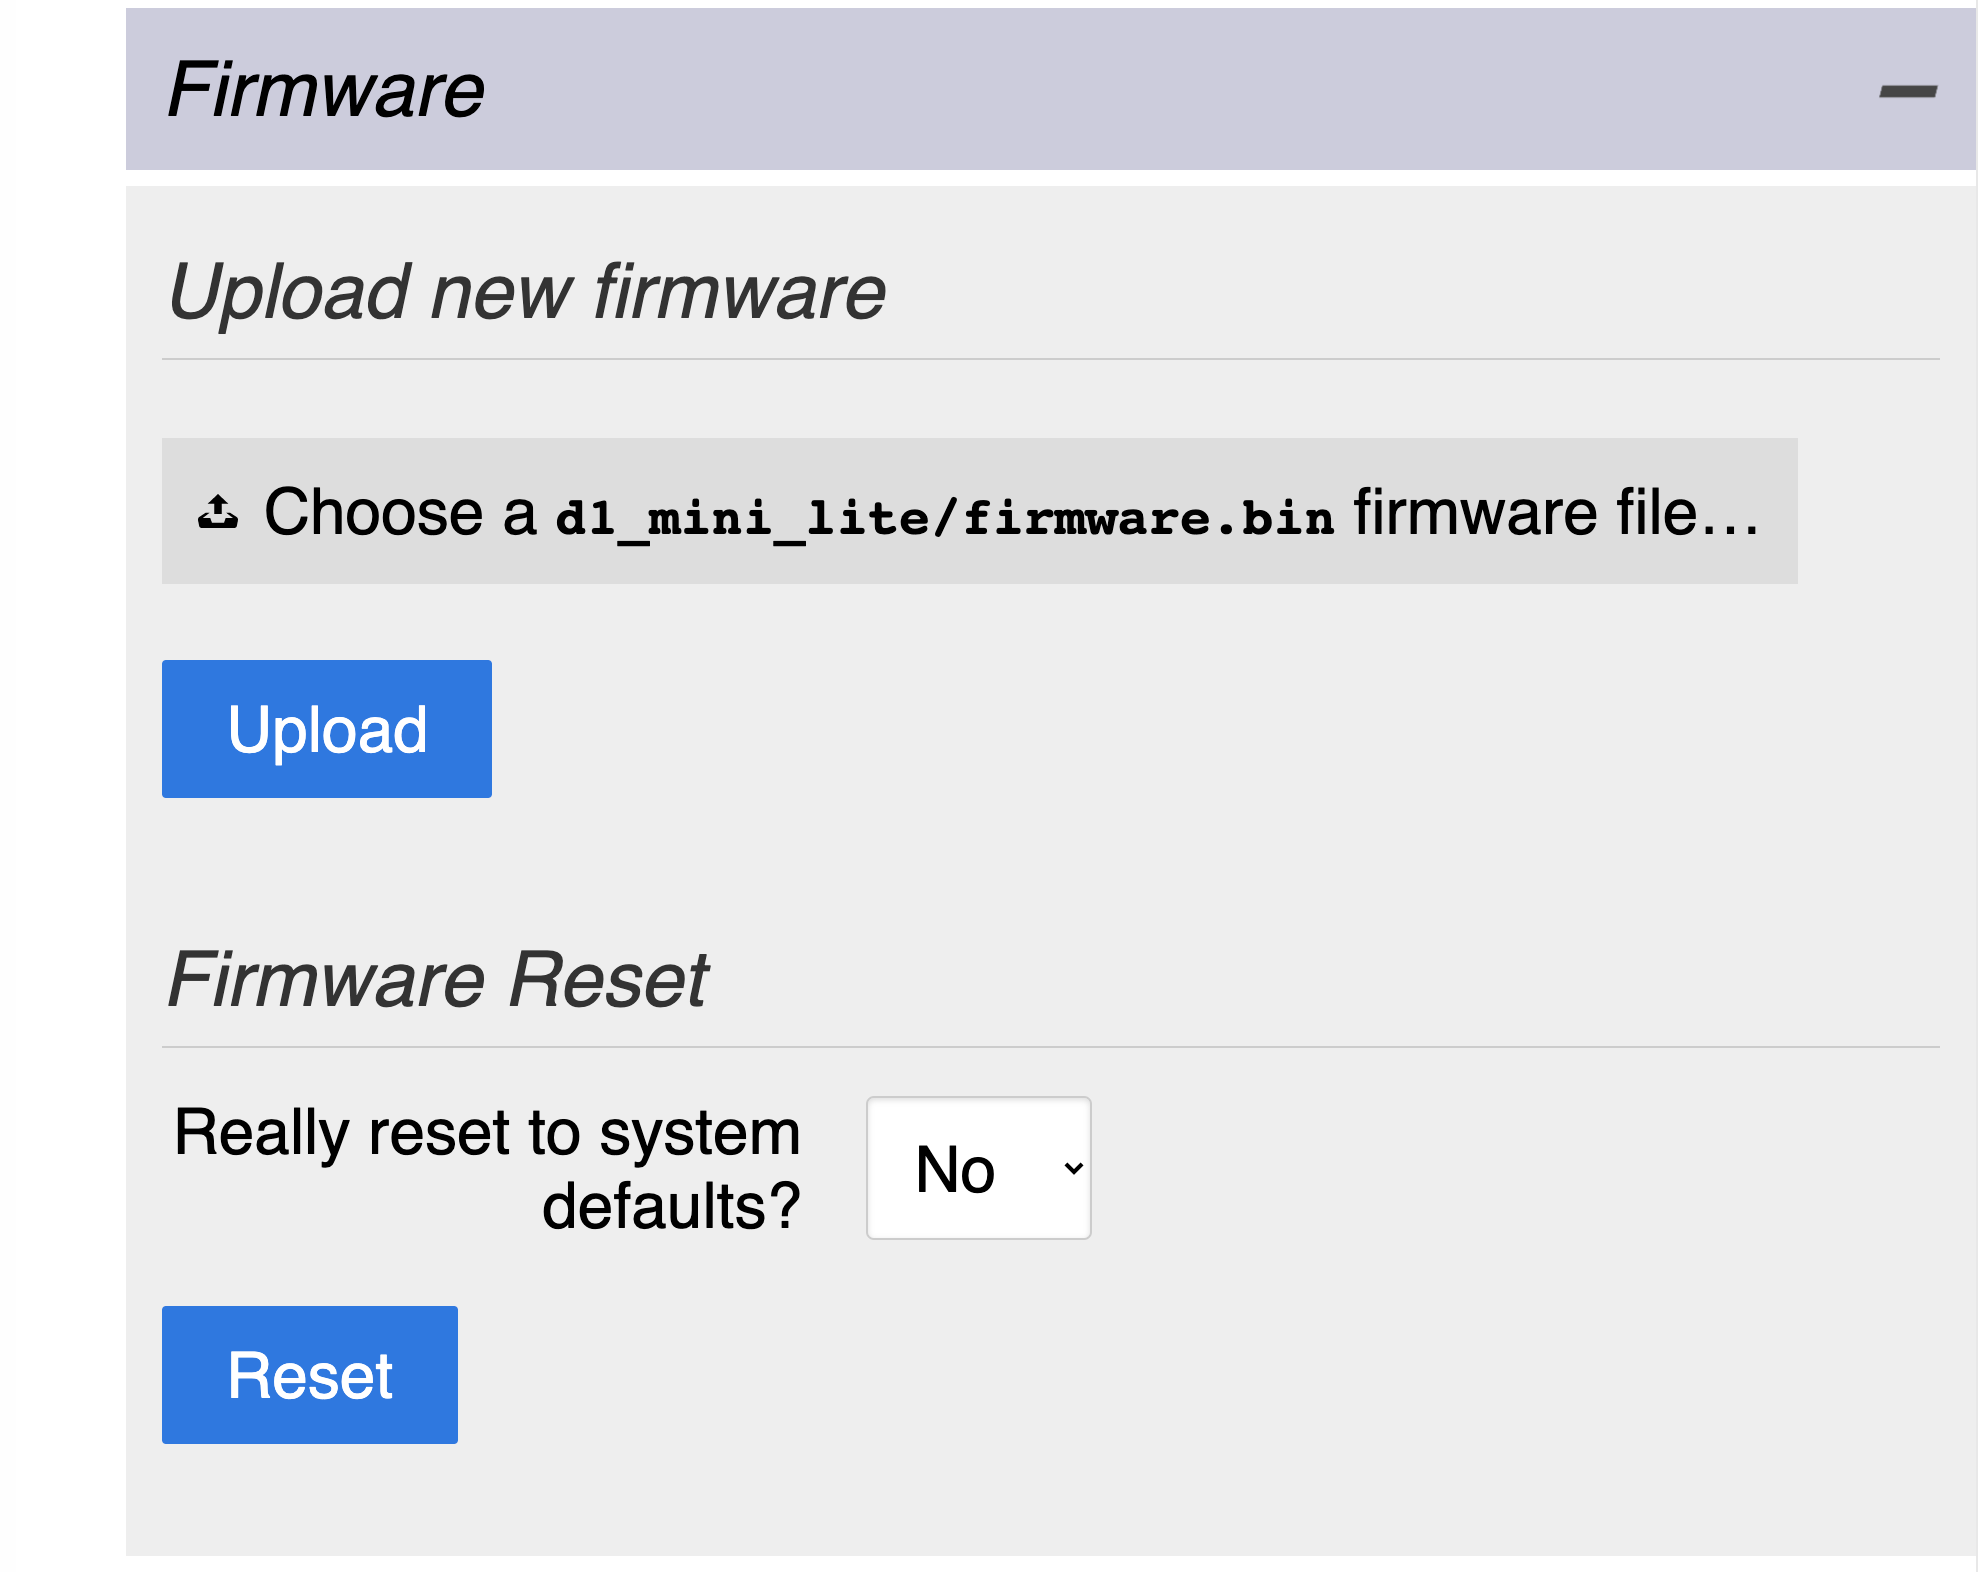 Firmware
Upload new firmware
Choose a d1_mini_lite/firmware.bin firmware file…
Upload
Firmware Reset
Really reset to system
defaults?
No
Reset